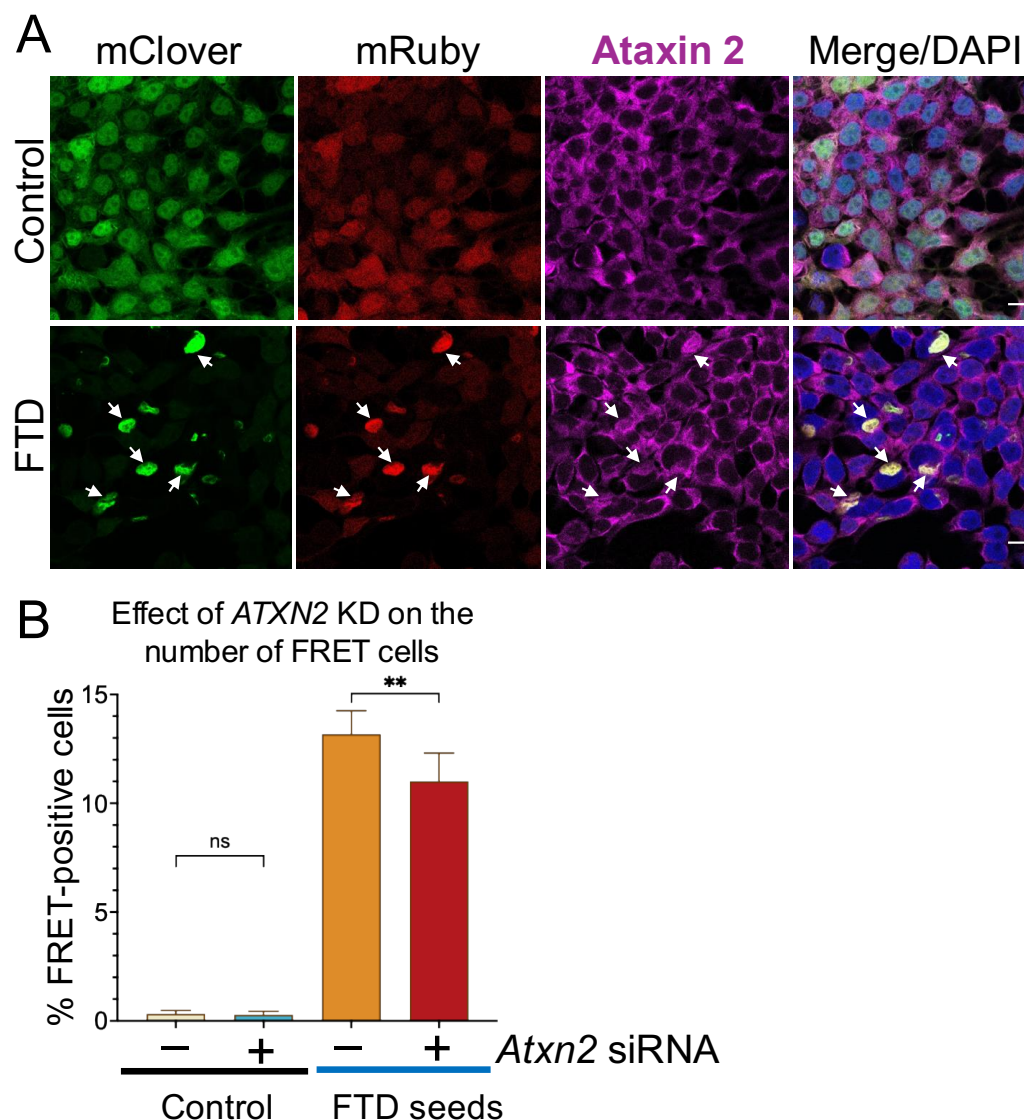 A
mClover
mRuby
Ataxin 2
Merge/DAPI
Control
FTD
B
Effect of ATXN2 KD on the
number of FRET cells
% FRET-positive cells
15
10
5
0
ns
**
− + − + Atxn2 siRNA
Control
FTD seeds